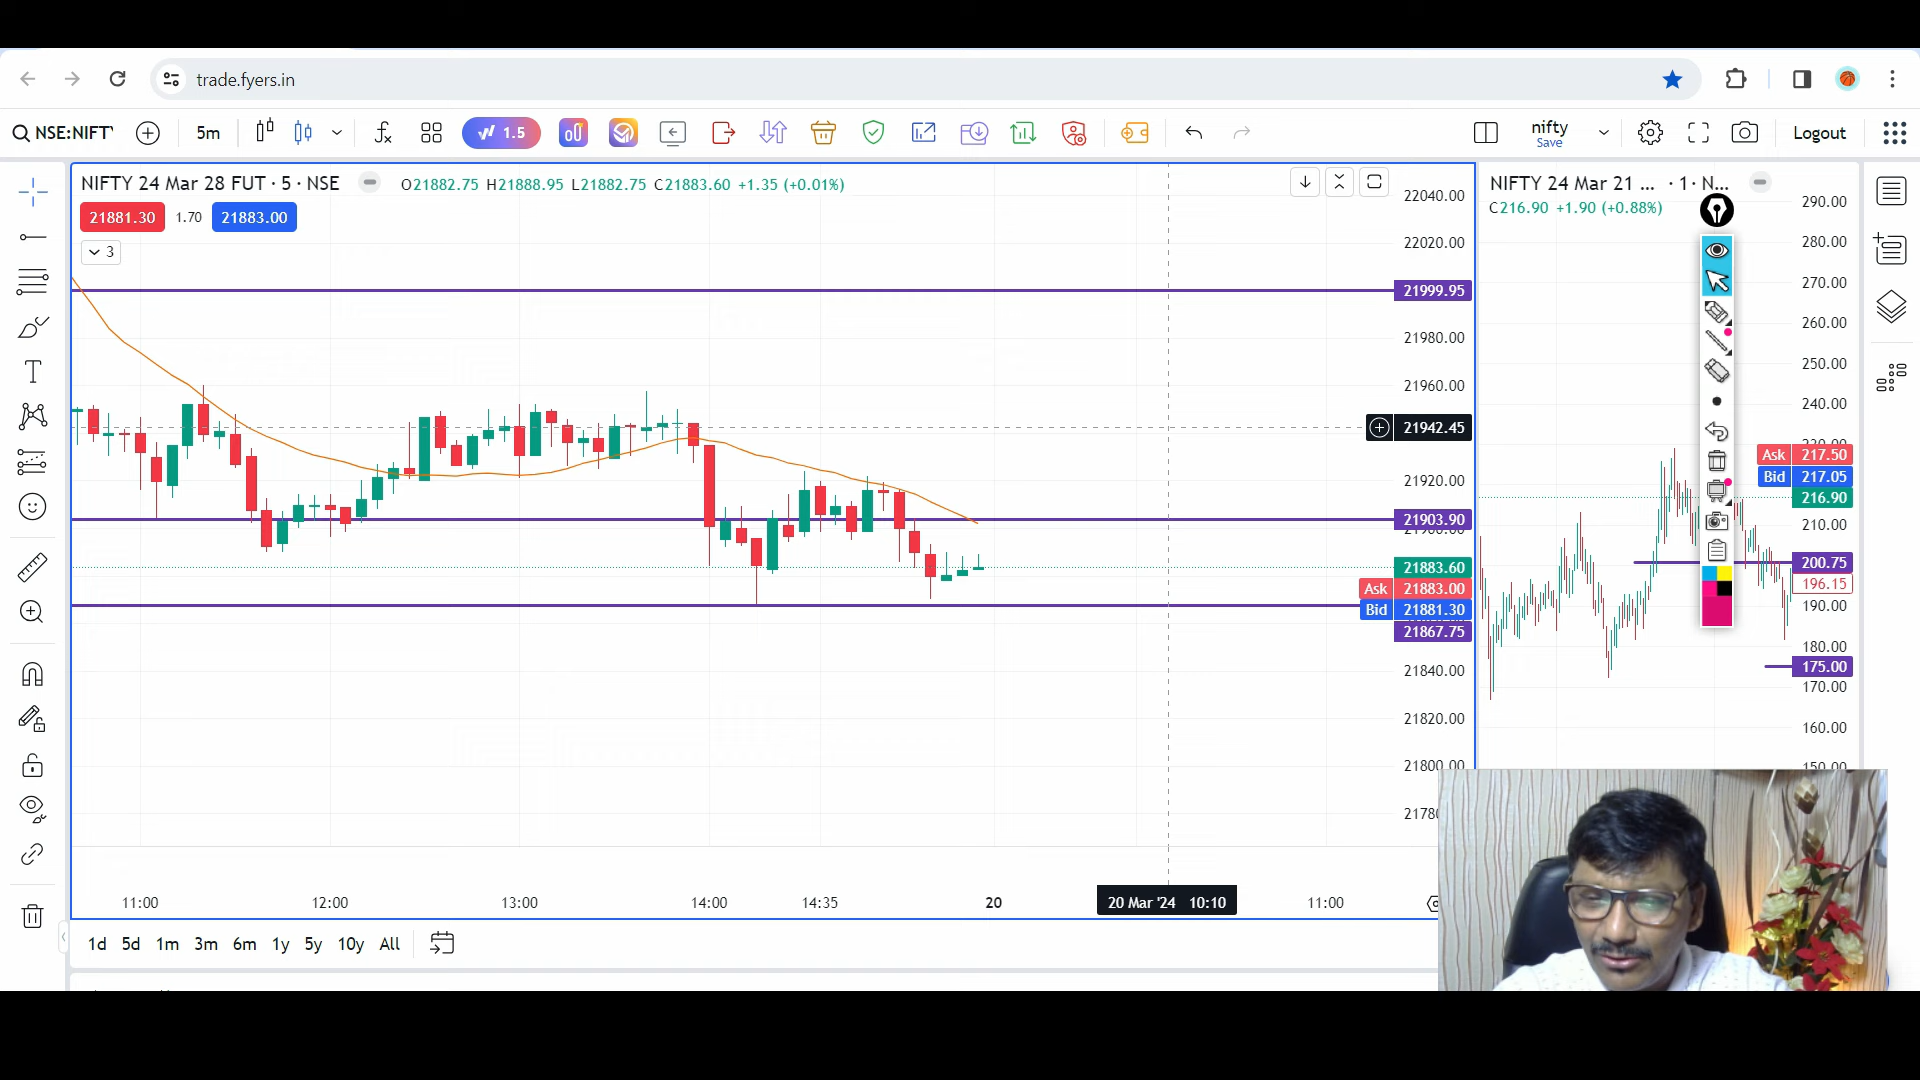 trade.fyers.in
NSE:NIFTY
5m
1.5
nifty
Save
Logout
NIFTY 24 Mar 28 FUT · 5 · NSE
O21882.75 H21888.95 L21882.75 C21883.60 +1.35 (+0.01%)
21881.30 1.70 21883.00
3
22040.00
22020.00
21999.95
21980.00
21960.00
21942.45
21920.00
21903.90
21883.60
Ask 21883.00
Bid 21881.30
21867.75
21840.00
21820.00
21800.00
11:00 12:00 13:00 14:00 14:35 20 20 Mar '24 10:10 11:00
1d 5d 1m 3m 6m 1y 5y 10y All
NIFTY 24 Mar 21 ... · 1 · N...
C216.90 +1.90 (+0.88%)
290.00
280.00
270.00
260.00
250.00
240.00
Ask 217.50
Bid 217.05
216.90
210.00
200.75
196.15
190.00
180.00
175.00
170.00
160.00